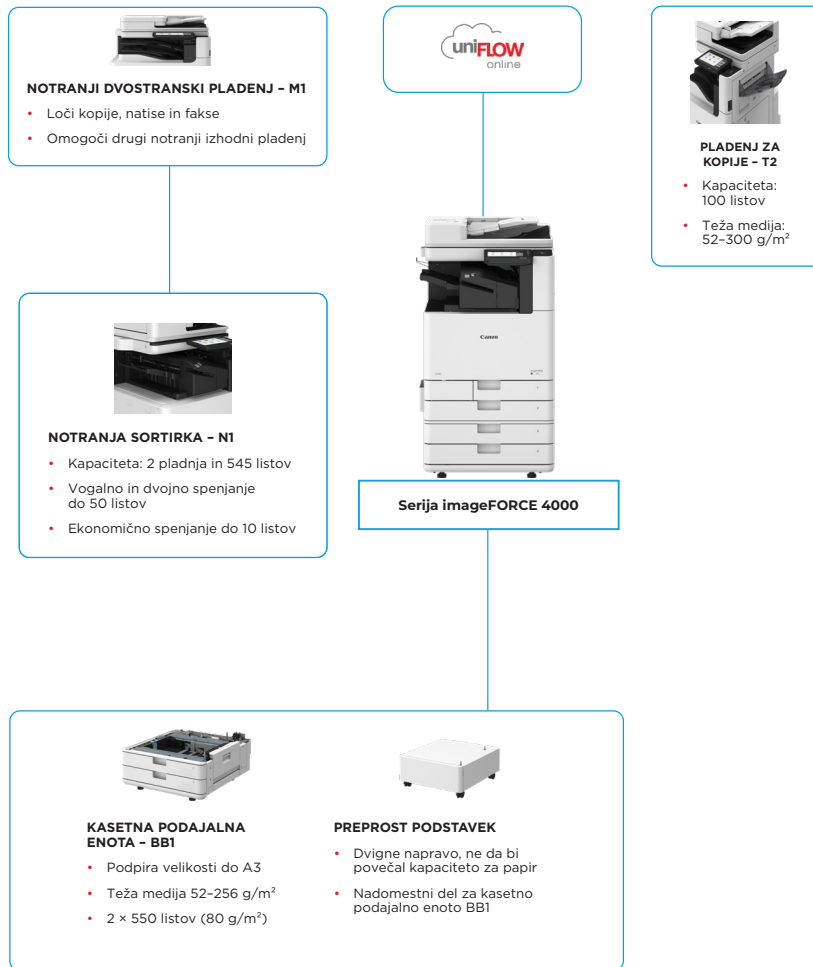 NOTRANJI DVOSTRANSKI PLADENJ – M1
• Loči kopije, natise in fakse
• Omogoči drugi notranji izhodni pladenj
uniFLOW
online
PLADENJ ZA
KOPIJE – T2
• Kapaciteta:
100 listov
• Teža medija:
52–300 g/m²
NOTRANJA SORTIRKA – N1
• Kapaciteta: 2 pladnja in 545 listov
• Vogalno in dvojno spenjanje
do 50 listov
• Ekonomično spenjanje do 10 listov
Canon
Serija imageFORCE 4000
KASETNA PODAJALNA
ENOTA – BB1
• Podpira velikosti do A3
• Teža medija 52–256 g/m²
• 2 × 550 listov (80 g/m²)
PREPROST PODSTAVEK
• Dvigne napravo, ne da bi
povečal kapaciteto za papir
• Nadomestni del za kasetno
podajalno enoto BB1